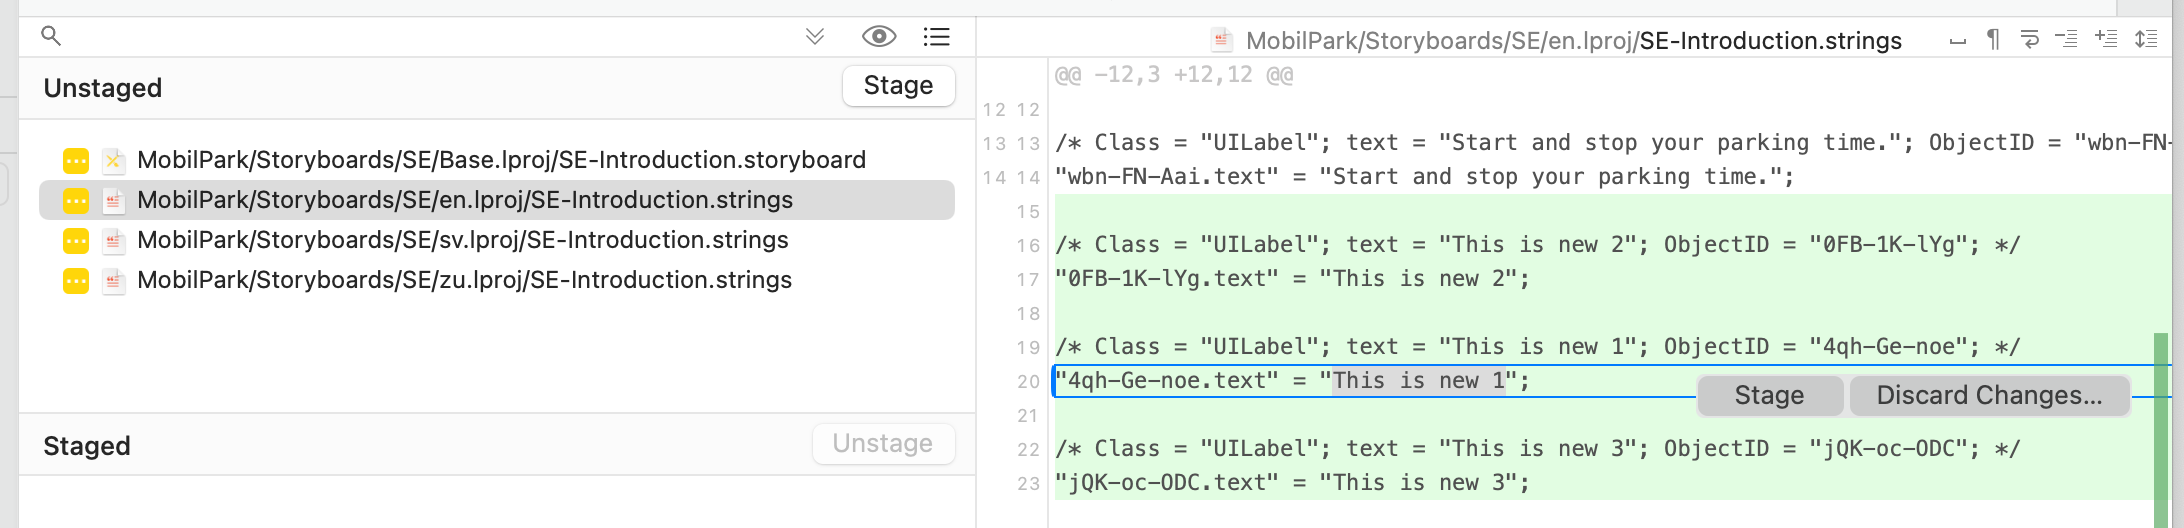 Unstaged
Stage
MobilPark/Storyboards/SE/Base.lproj/SE-Introduction.storyboard
MobilPark/Storyboards/SE/en.lproj/SE-Introduction.strings
MobilPark/Storyboards/SE/sv.lproj/SE-Introduction.strings
MobilPark/Storyboards/SE/zu.lproj/SE-Introduction.strings
Staged
Unstage
MobilPark/Storyboards/SE/en.lproj/SE-Introduction.strings
@@ -12,3 +12,12 @@
12 12
13 13 /* Class = "UILabel"; text = "Start and stop your parking time."; ObjectID = "wbn-FN-
14 14 "wbn-FN-Aai.text" = "Start and stop your parking time.";
15
16 /* Class = "UILabel"; text = "This is new 2"; ObjectID = "0FB-1K-lYg"; */
17 "0FB-1K-lYg.text" = "This is new 2";
18
19 /* Class = "UILabel"; text = "This is new 1"; ObjectID = "4qh-Ge-noe"; */
20 "4qh-Ge-noe.text" = "This is new 1";
Stage
Discard Changes...
21
22 /* Class = "UILabel"; text = "This is new 3"; ObjectID = "jQK-oc-ODC"; */
23 "jQK-oc-ODC.text" = "This is new 3";